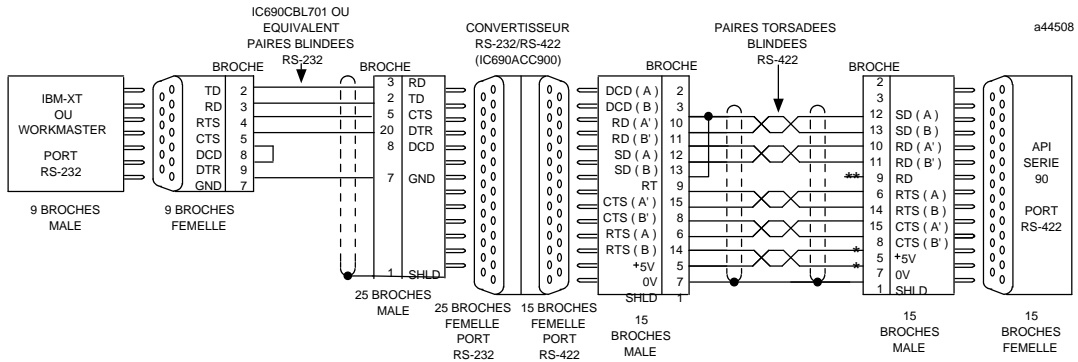 IC690CBL701 OU
EQUIVALENT
PAIRES BLINDEES
RS-232
CONVERTISSEUR
RS-232/RS-422
(IC690ACC900)
PAIRES TORSADEES
BLINDEES
RS-422
a44508
IBM-XT
OU
WORKMASTER
PORT
RS-232
9 BROCHES
MALE
9 BROCHES
FEMELLE
BROCHE
TD 2
RD 3
RTS 4
CTS 5
DCD 8
DTR 9
GND 7
BROCHE
3 RD
2 TD
5 CTS
20 DTR
8 DCD
7 GND
1 SHLD
25 BROCHES
MALE
25 BROCHES
FEMELLE
PORT
RS-232
15 BROCHES
FEMELLE
PORT
RS-422
BROCHE
DCD ( A ) 2
DCD ( B ) 3
RD ( A' ) 10
RD ( B' ) 11
SD ( A ) 12
SD ( B ) 13
RT 9
CTS ( A' ) 15
CTS ( B' ) 8
RTS ( A ) 6
RTS ( B ) 14
+5V 5
0V 7
SHLD 1
15
BROCHES
MALE
BROCHE
2
3
12 SD ( A )
13 SD ( B )
10 RD ( A' )
11 RD ( B' )
** 9 RD
6 RTS ( A )
14 RTS ( B )
15 CTS ( A' )
8 CTS ( B' )
* 5 +5V
* 7 0V
1 SHLD
15
BROCHES
MALE
API
SERIE
90
PORT
RS-422
15
BROCHES
FEMELLE